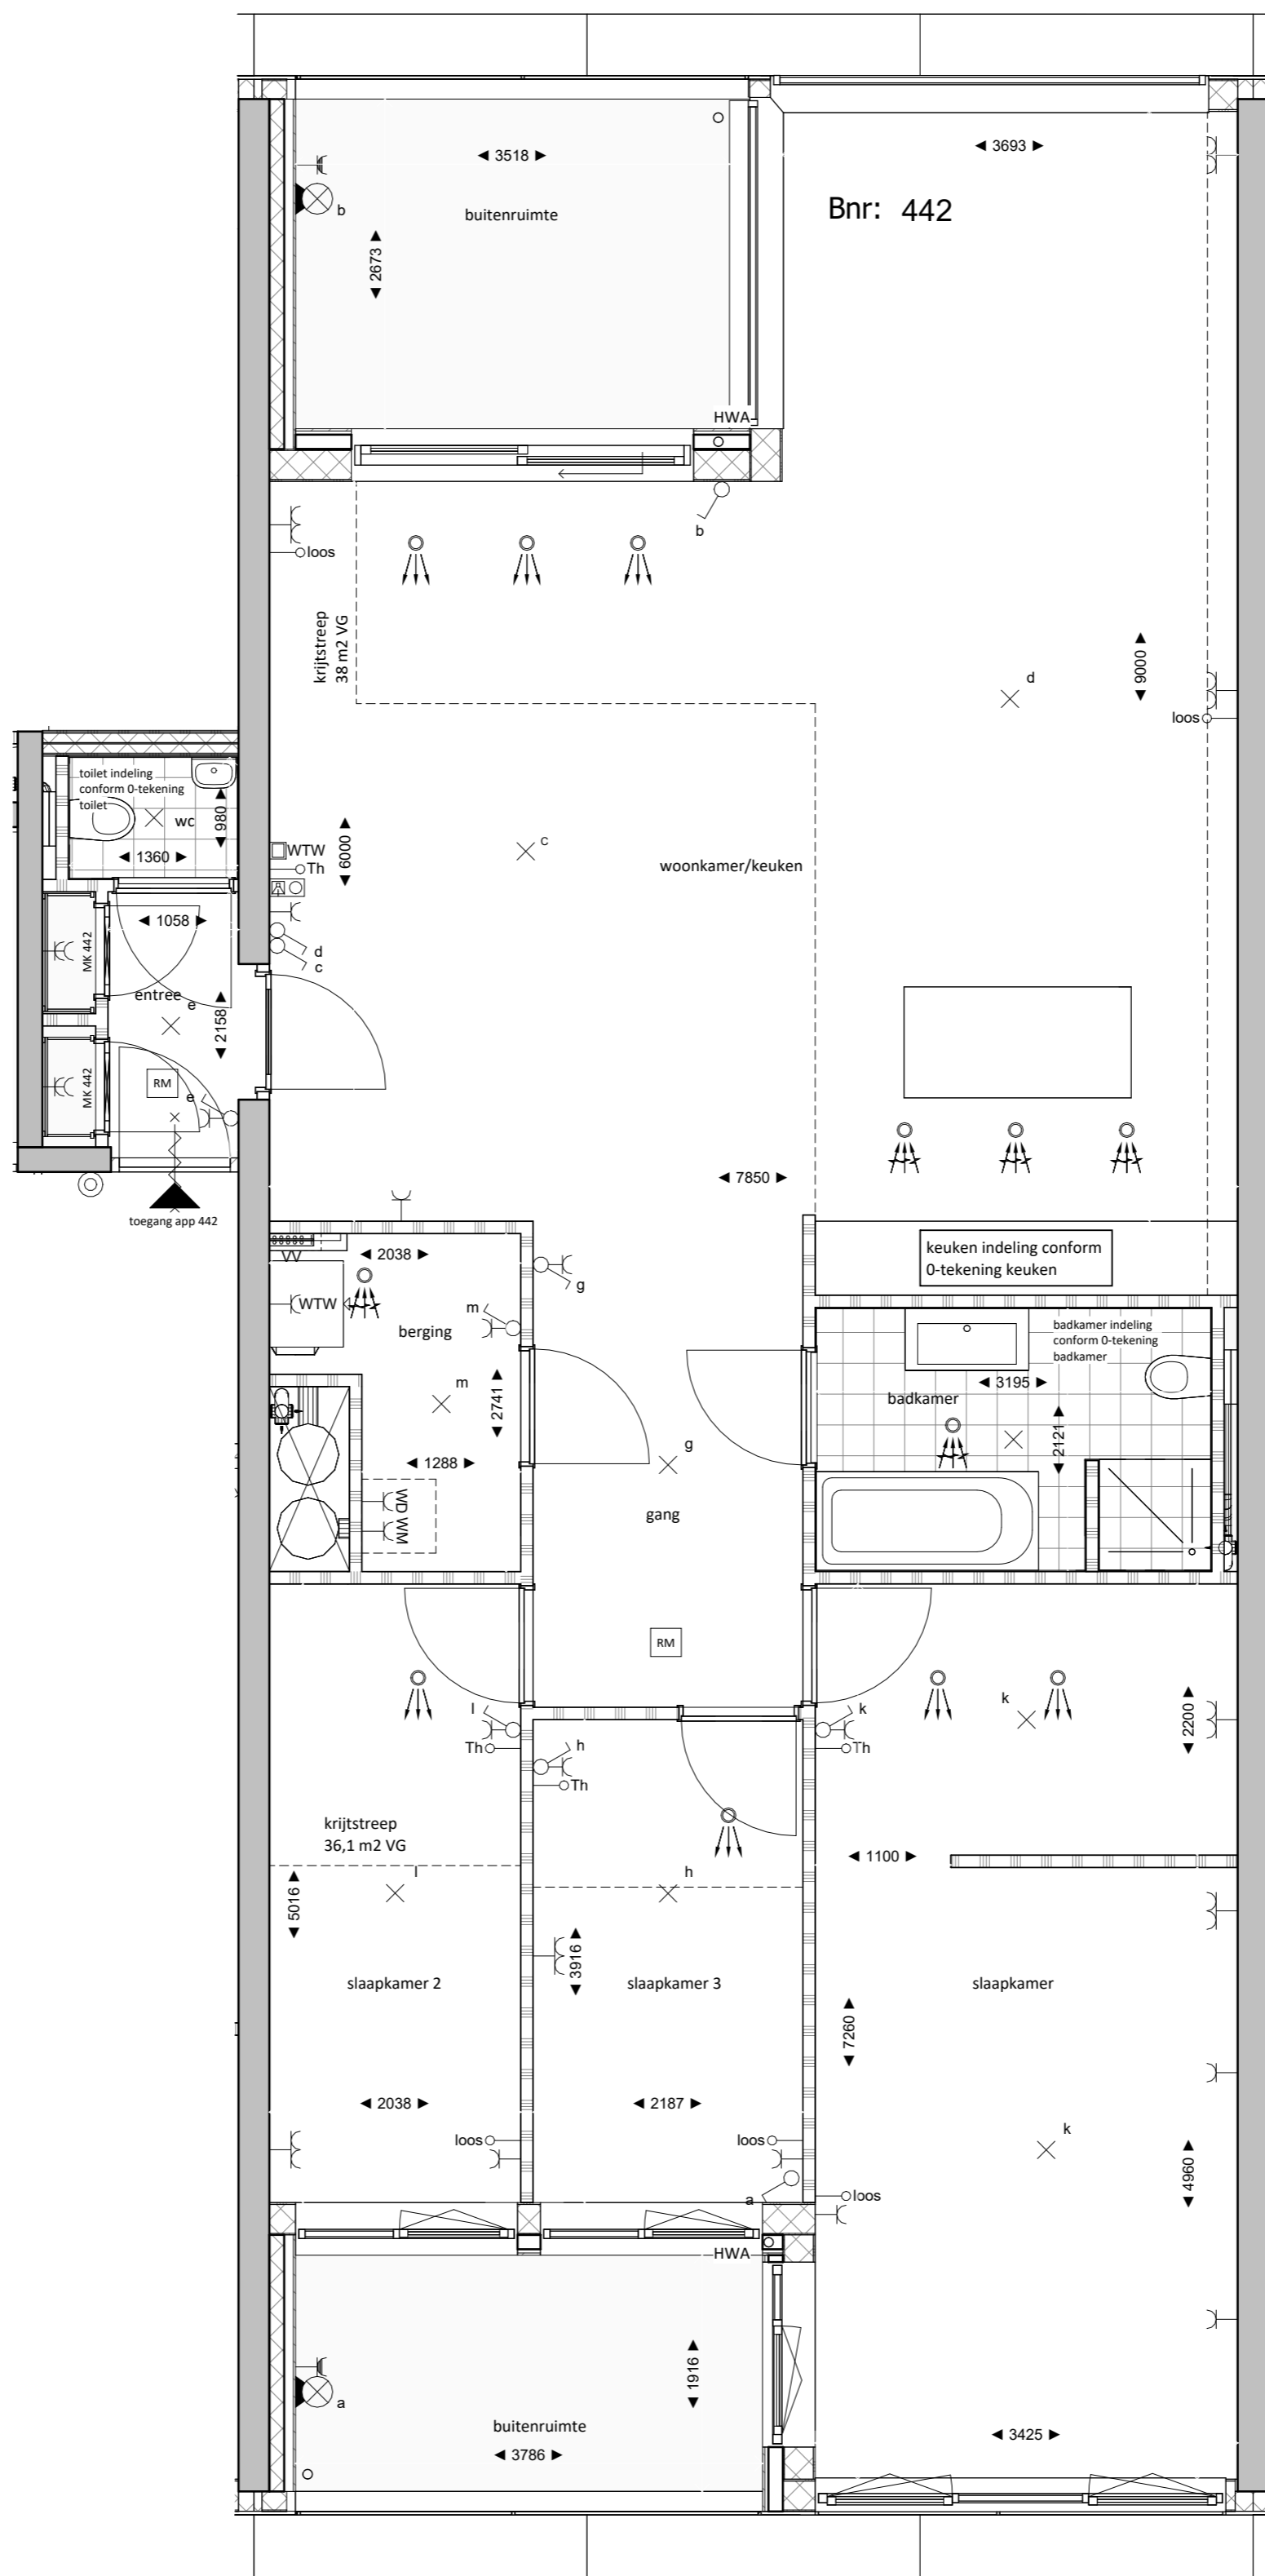 ◄ 3518 ►
◄ 3693 ►
Bnr: 442
b
buitenruimte
◄ 2673 ►
HWA
b
loos
krijtstreep
38 m2 VG
◄ 9000 ►
d
loos
toilet indeling
conform 0-tekening
toilet
wc
◄ 980 ►
◄ 1360 ►
WTW
Th
◄ 6000 ►
c
woonkamer/keuken
◄ 1058 ►
MK 442
d
c
entree
e
◄ 2158 ►
MK 442
RM
e
toegang app 442
◄ 7850 ►
keuken indeling conform
0-tekening keuken
VV
◄ 2038 ►
g
WTW
m
berging
badkamer indeling
conform 0-tekening
badkamer
◄ 3195 ►
badkamer
m
◄ 2741 ►
◄ 2121 ►
g
◄ 1288 ►
WD WM
gang
RM
l
Th
h
Th
k
Th
k
◄ 2200 ►
krijtstreep
36,1 m2 VG
l
h
◄ 1100 ►
◄ 5016 ►
◄ 3916 ►
slaapkamer 2
slaapkamer 3
slaapkamer
◄ 7260 ►
◄ 2038 ►
◄ 2187 ►
k
loos
loos
◄ 4960 ►
a
loos
HWA
◄ 1916 ►
a
buitenruimte
◄ 3786 ►
◄ 3425 ►